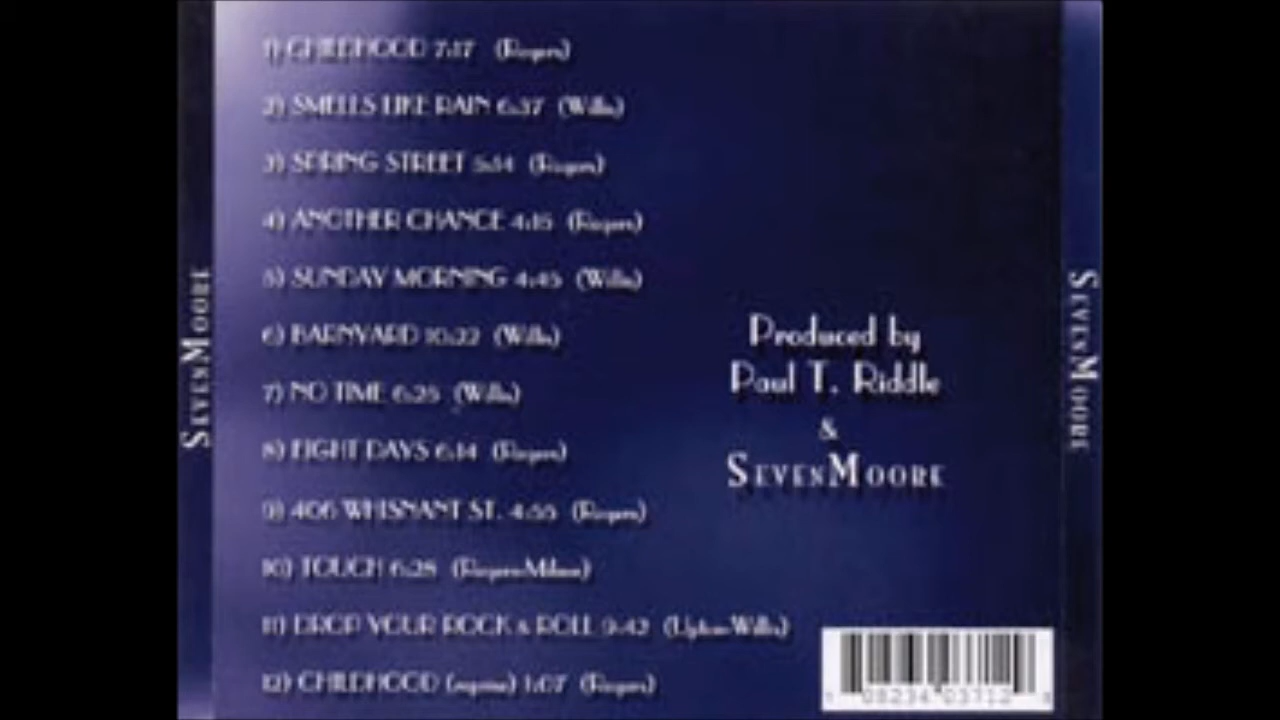 SEVENMOORE
1) CHILDHOOD 7:17 (Rogers)
2) SMELLS LIKE RAIN 6:37 (Willis)
3) SPRING STREET 5:14 (Rogers)
4) ANOTHER CHANCE 4:15 (Rogers)
5) SUNDAY MORNING 4:45 (Willis)
6) BARNYARD 10:22 (Willis)
7) NO TIME 6:25 (Willis)
8) EIGHT DAYS 6:14 (Rogers)
9) 406 WHISNANT ST. 4:55 (Rogers)
10) TOUCH 6:28
11) DROP YOUR ROCK & ROLL 9:42 (Upton-Willis)
12) CHILDHOOD (reprise) 1:07 (Rogers)
Produced by
Paul T. Riddle
&
SEVENMOORE
SEVENMOORE